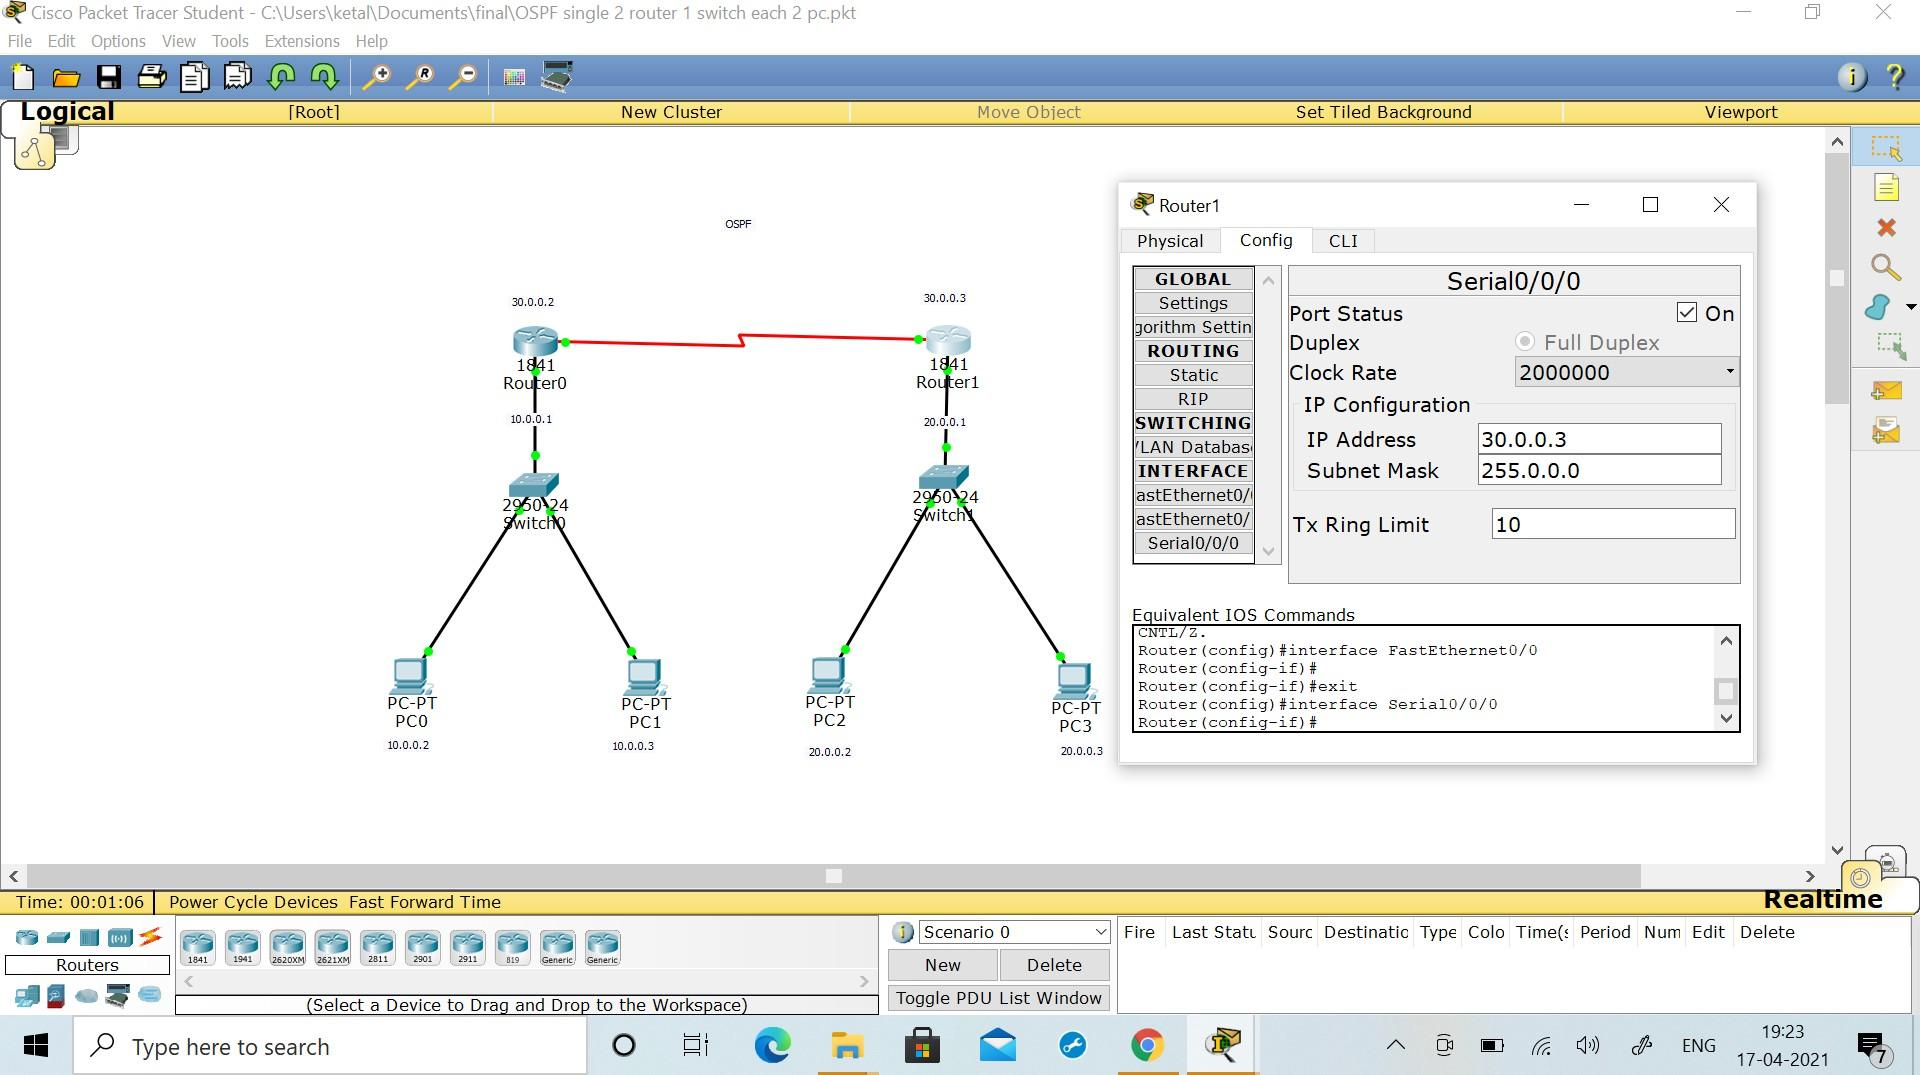 Cisco Packet Tracer Student - C:\Users\ketal\Documents\final\OSPF single 2 router 1 switch each 2 pc.pkt
File Edit Options View Tools Extensions Help
Logical [Root] New Cluster Move Object Set Tiled Background Viewport
OSPF
30.0.0.2
30.0.0.3
1841
Router0
1841
Router1
10.0.0.1
20.0.0.1
2950-24
Switch0
2950-24
Switch1
PC-PT
PC0
PC-PT
PC1
PC-PT
PC2
PC-PT
PC3
10.0.0.2
10.0.0.3
20.0.0.2
20.0.0.3
Router1
Physical Config CLI
GLOBAL
Settings
gorithm Settin
ROUTING
Static
RIP
SWITCHING
LAN Databas
INTERFACE
astEthernet0/
astEthernet0/
Serial0/0/0
Serial0/0/0
Port Status On
Duplex Full Duplex
Clock Rate 2000000
IP Configuration
IP Address 30.0.0.3
Subnet Mask 255.0.0.0
Tx Ring Limit 10
Equivalent IOS Commands
CNTL/Z.
Router(config)#interface FastEthernet0/0
Router(config-if)#
Router(config-if)#exit
Router(config)#interface Serial0/0/0
Router(config-if)#
Time: 00:01:06 Power Cycle Devices Fast Forward Time Realtime
Routers
1841 1941 2620XM 2621XM 2811 2901 2911 819 Generic Generic
(Select a Device to Drag and Drop to the Workspace)
Scenario 0
New Delete
Toggle PDU List Window
Fire Last Statu Sourc Destinatic Type Colo Time(s Period Num Edit Delete
Type here to search
ENG
19:23
17-04-2021
7